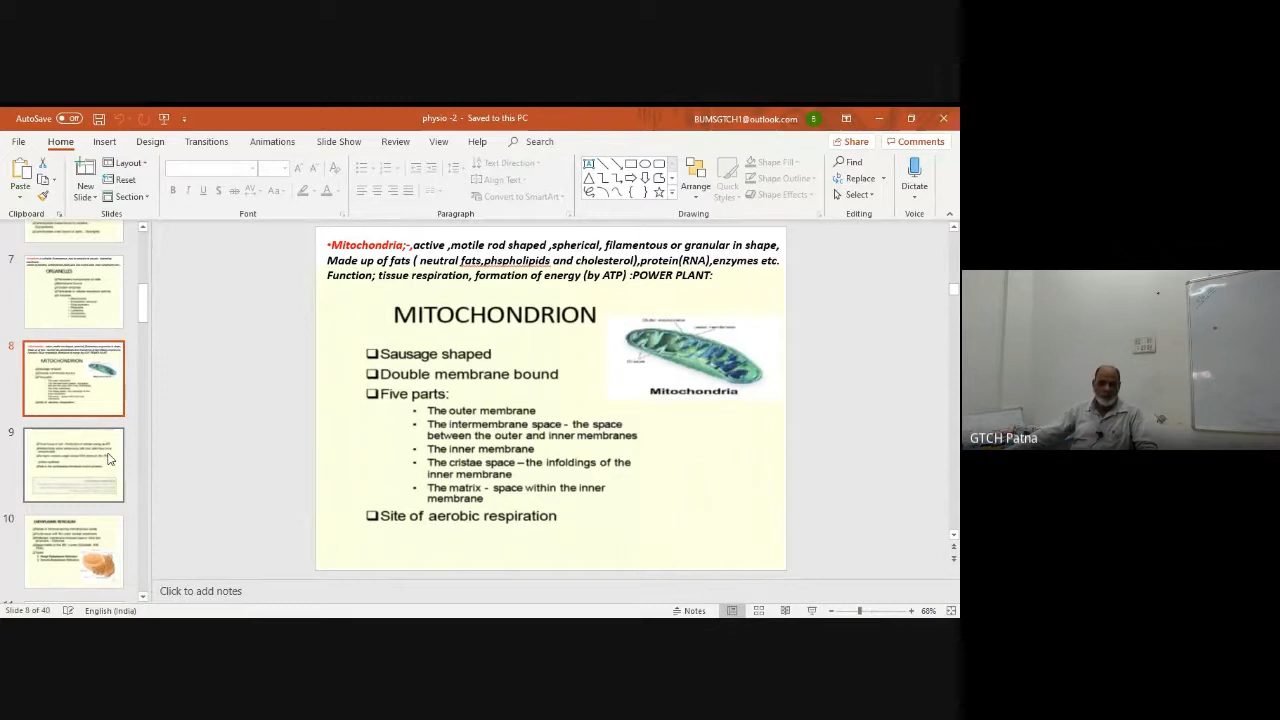 AutoSave Off
physio -2 - Saved to this PC
BUMSGTCH1@outlook.com B
File Home Insert Design Transitions Animations Slide Show Review View Help Search Share Comments
Paste
New Slide
Layout
Reset
Section
Text Direction
Align Text
Convert to SmartArt
Arrange
Quick Styles
Shape Fill
Shape Outline
Shape Effects
Find
Replace
Select
Dictate
Clipboard Slides Font Paragraph Drawing Editing Voice
7
ORGANELLES
8
MITOCHONDRION
Mitochondria
9
10
•Mitochondria;-,active ,motile rod shaped ,spherical, filamentous or granular in shape,
Made up of fats ( neutral fats,phspholipids and cholesterol),protein(RNA),enzymes etc.
Function; tissue respiration, formation of energy (by ATP) :POWER PLANT:
MITOCHONDRION
Mitochondria
Sausage shaped
Double membrane bound
Five parts:
• The outer membrane
• The intermembrane space - the space
between the outer and inner membranes
• The inner membrane
• The cristae space – the infoldings of the
inner membrane
• The matrix - space within the inner
membrane
Site of aerobic respiration
Click to add notes
Slide 8 of 40 English (India) Notes 68%
GTCH Patna